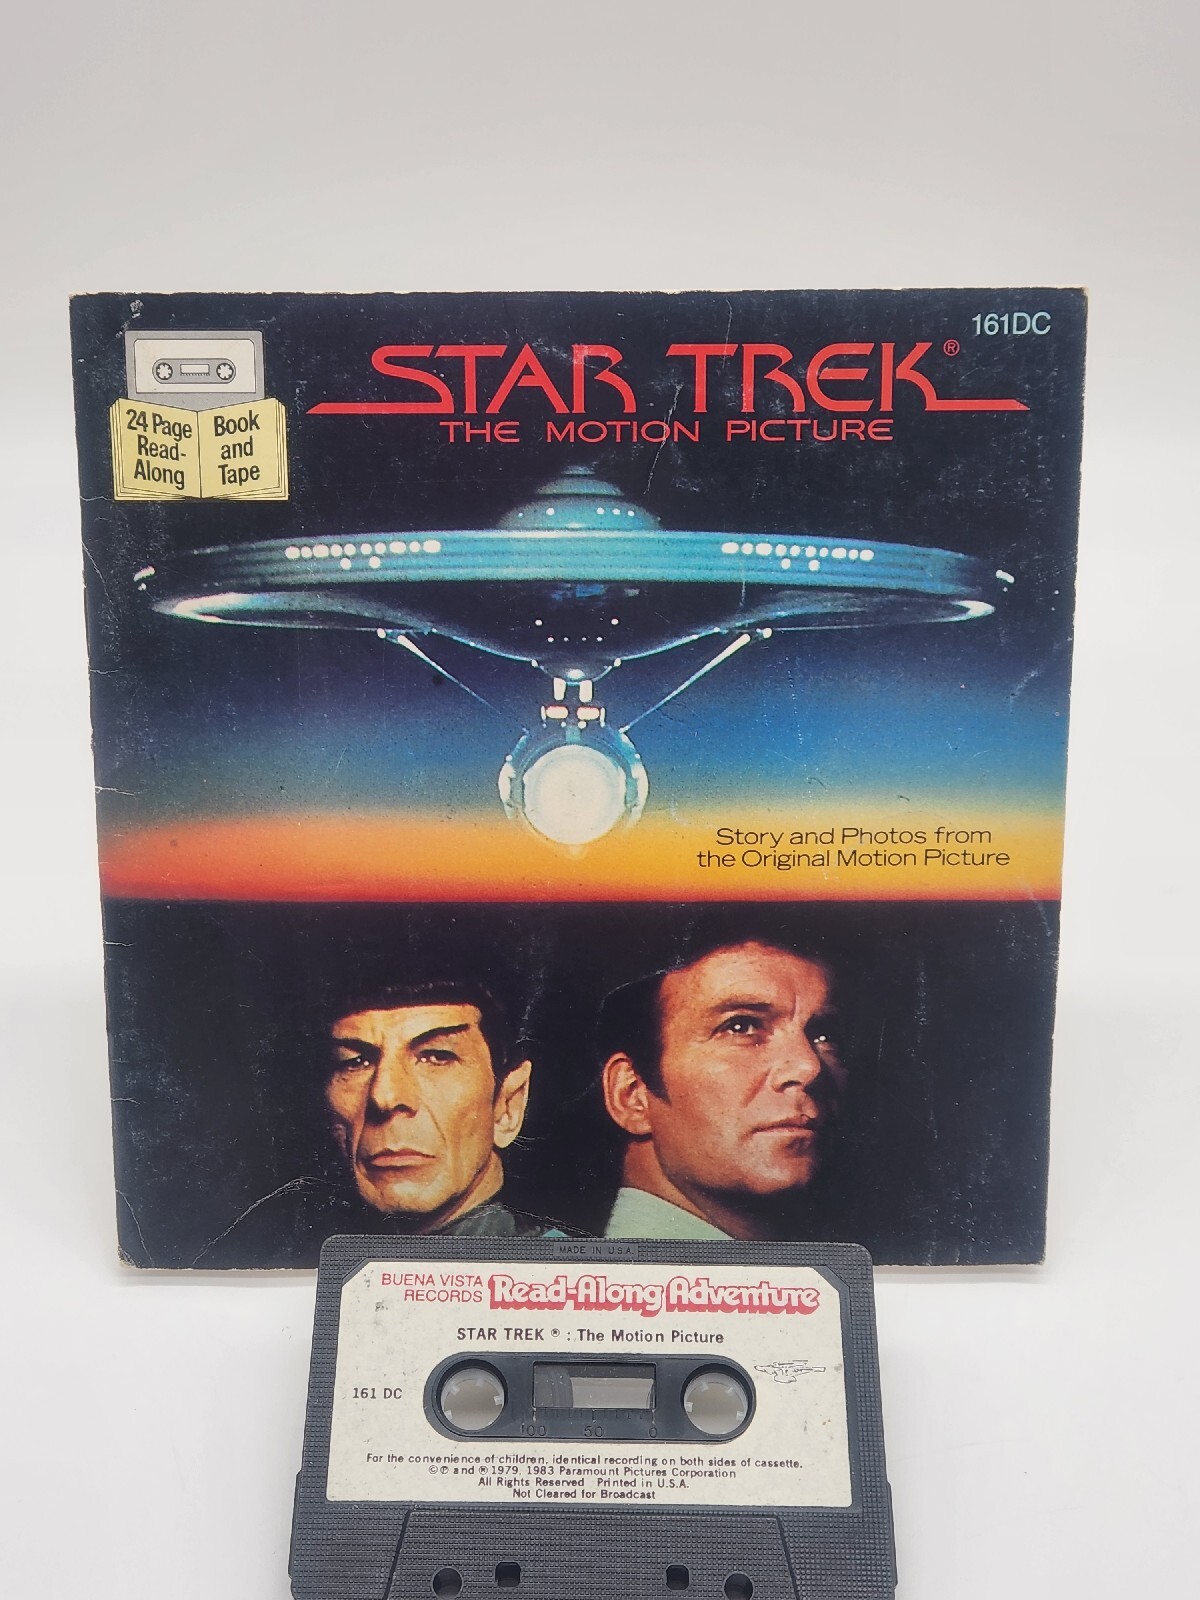 161DC
STAR TREK®
THE MOTION PICTURE
24 Page
Read-
Along
Book
and
Tape
Story and Photos from
the Original Motion Picture
MADE IN U.S.A.
BUENA VISTA
RECORDS
Read-Along Adventure
STAR TREK ® : The Motion Picture
161 DC
100 50 0
For the convenience of children, identical recording on both sides of cassette.
©℗ and ® 1979, 1983 Paramount Pictures Corporation
All Rights Reserved Printed in U.S.A.
Not Cleared for Broadcast